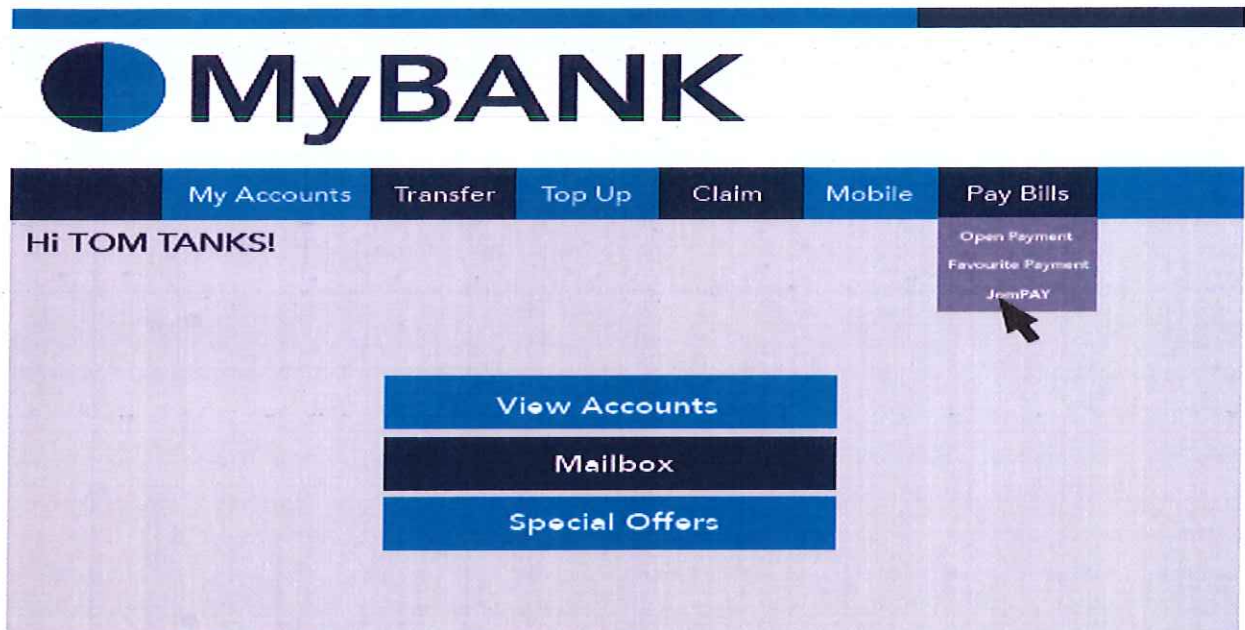 MyBANK
My Accounts Transfer Top Up Claim Mobile Pay Bills
Hi TOM TANKS!
Open Payment
Favourite Payment
JomPAY
View Accounts
Mailbox
Special Offers